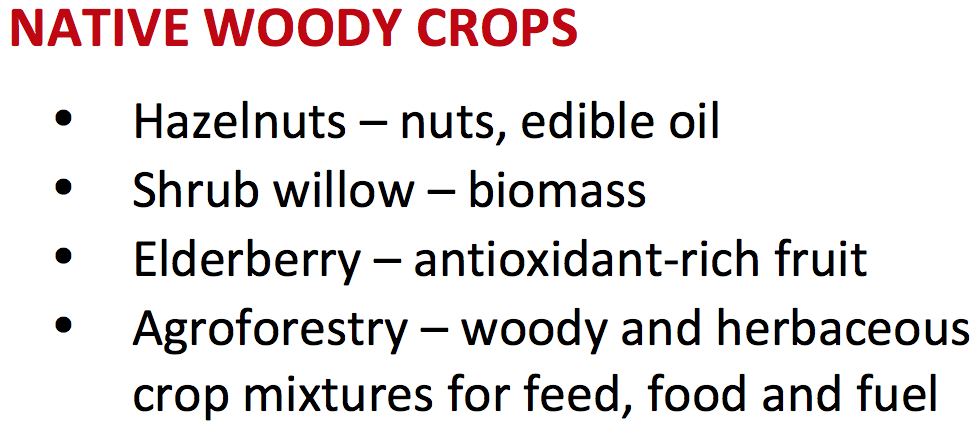 NATIVE WOODY CROPS
• Hazelnuts – nuts, edible oil
• Shrub willow – biomass
• Elderberry – antioxidant-rich fruit
• Agroforestry – woody and herbaceous
crop mixtures for feed, food and fuel